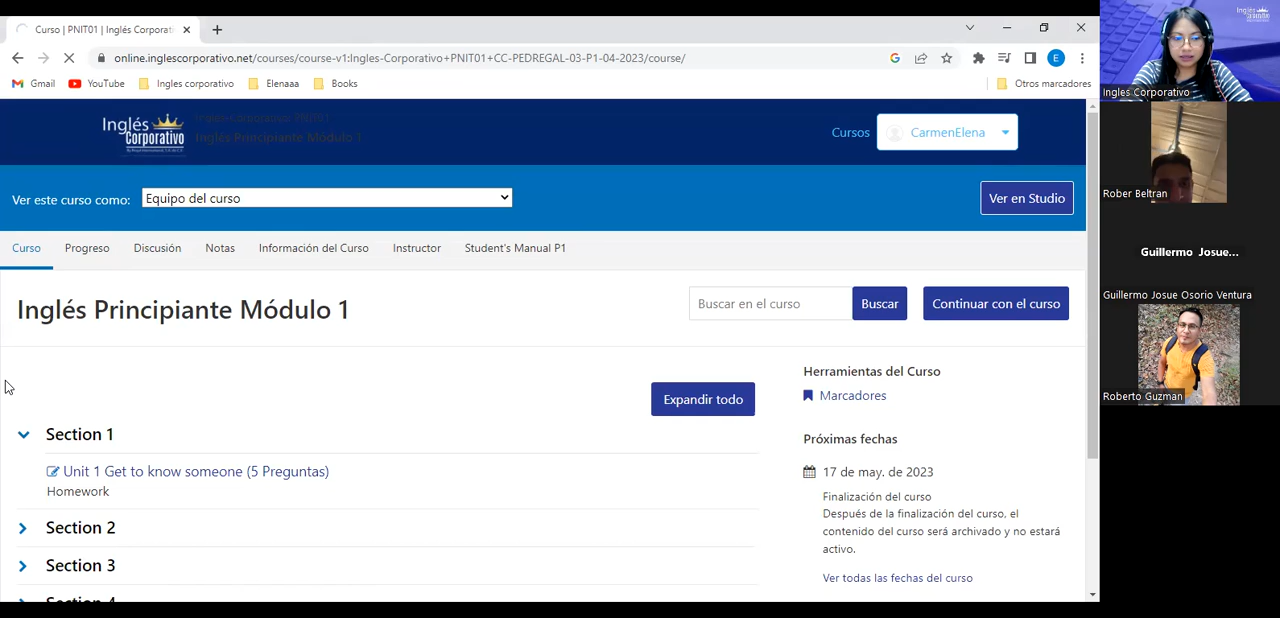 Curso | PNIT01 | Inglés Corporati
online.inglescorporativo.net/courses/course-v1:Ingles-Corporativo+PNIT01+CC-PEDREGAL-03-P1-04-2023/course/
Gmail YouTube Ingles corporativo Elenaaa Books Otros marcadores
Inglés Corporativo
Ingles-Corporativo PNIT01
Inglés Principiante Módulo 1
Cursos CarmenElena
Ver este curso como: Equipo del curso Ver en Studio
Curso Progreso Discusión Notas Información del Curso Instructor Student's Manual P1
Inglés Principiante Módulo 1
Buscar en el curso Buscar Continuar con el curso
Expandir todo
Section 1
Unit 1 Get to know someone (5 Preguntas)
Homework
Section 2
Section 3
Section 4
Herramientas del Curso
Marcadores
Próximas fechas
17 de may. de 2023
Finalización del curso
Después de la finalización del curso, el
contenido del curso será archivado y no estará
activo.
Ver todas las fechas del curso
Inglés Corporativo
Ingles Corporativo
Rober Beltran
Guillermo Josue...
Guillermo Josue Osorio Ventura
Roberto Guzman